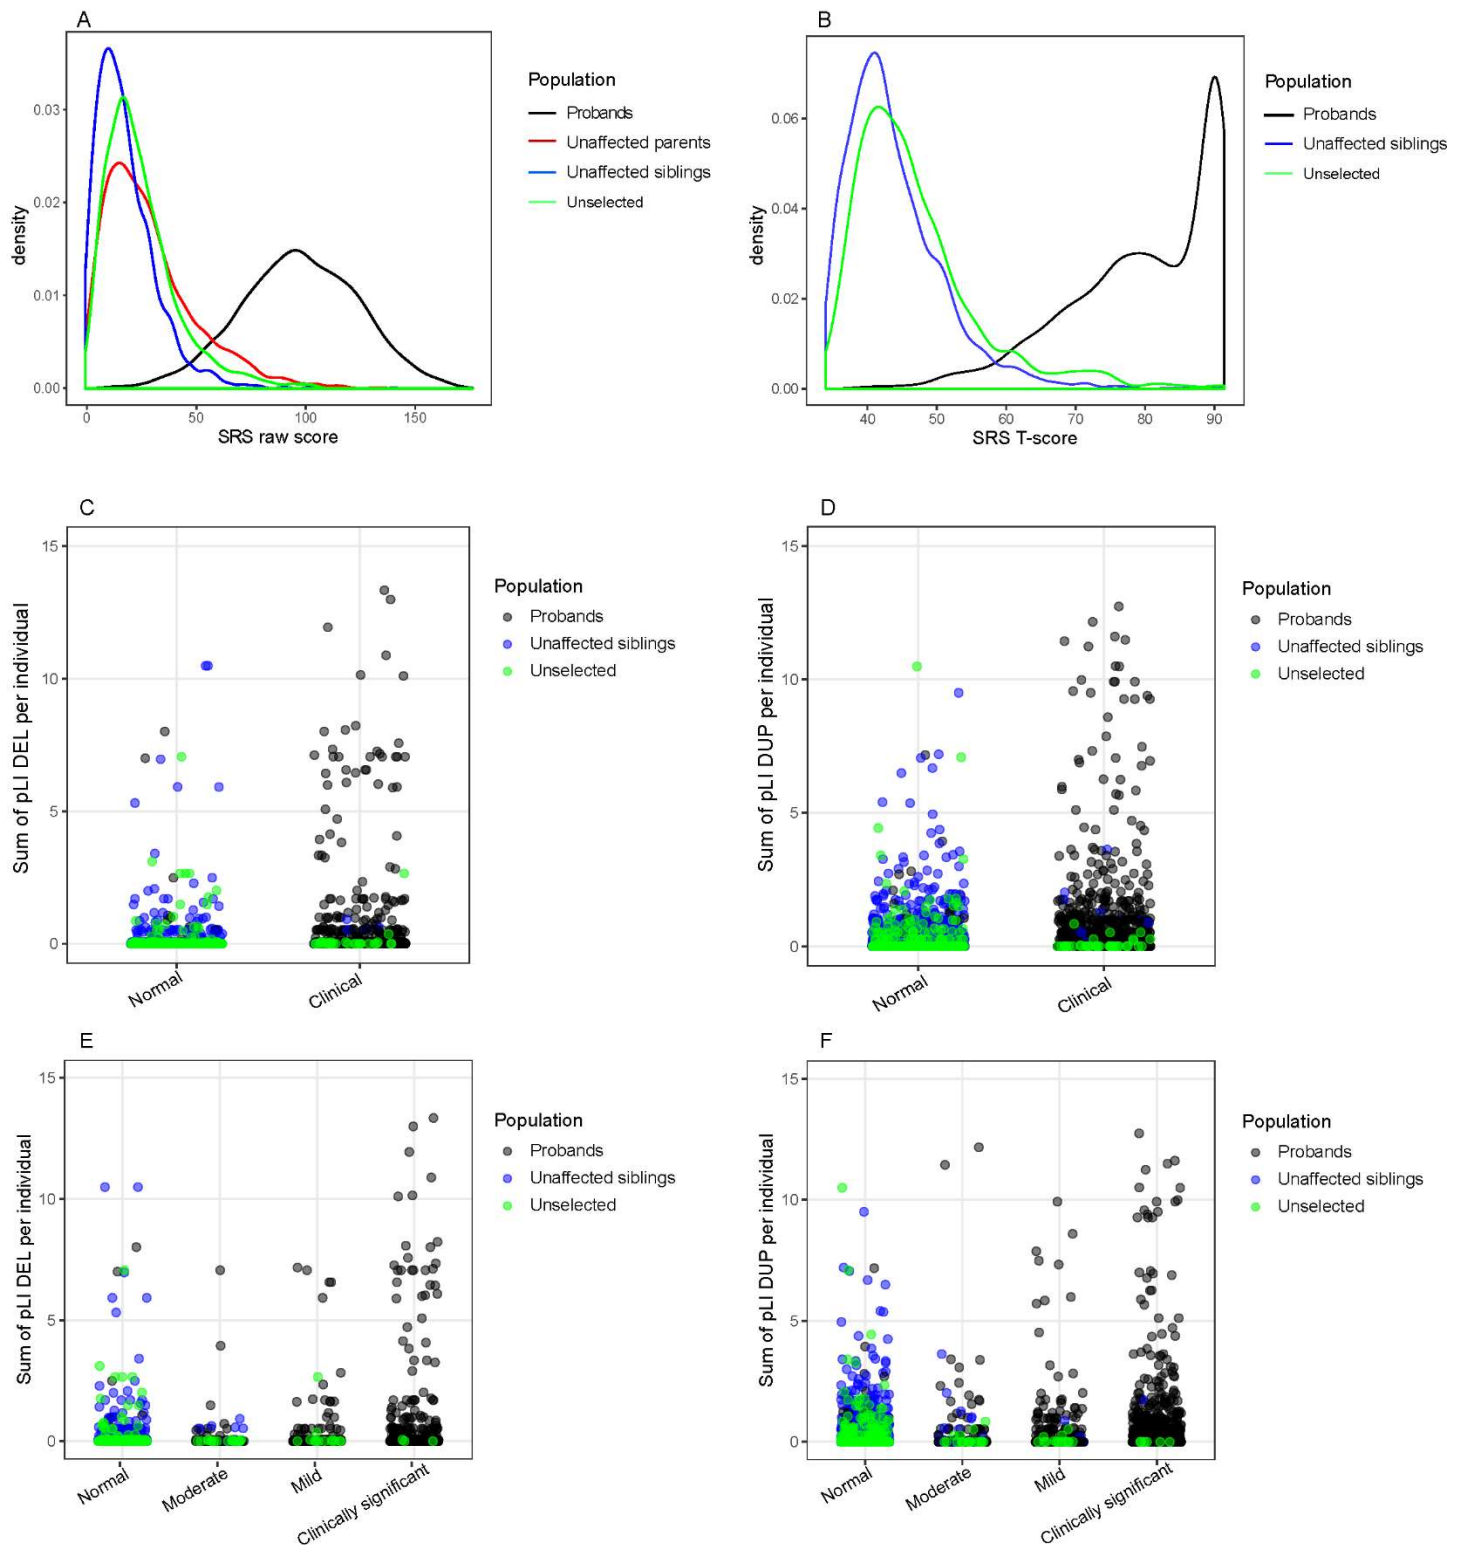 A
density
0.03
0.02
0.01
0.00
0 50 100 150
SRS raw score
Population
Probands
Unaffected parents
Unaffected siblings
Unselected
B
density
0.06
0.04
0.02
0.00
40 50 60 70 80 90
SRS T-score
Population
Probands
Unaffected siblings
Unselected
C
Sum of pLI DEL per individual
15
10
5
0
Normal Clinical
Population
Probands
Unaffected siblings
Unselected
D
Sum of pLI DUP per individual
15
10
5
0
Normal Clinical
Population
Probands
Unaffected siblings
Unselected
E
Sum of pLI DEL per individual
15
10
5
0
Normal Moderate Mild Clinically significant
Population
Probands
Unaffected siblings
Unselected
F
Sum of pLI DUP per individual
15
10
5
0
Normal Moderate Mild Clinically significant
Population
Probands
Unaffected siblings
Unselected